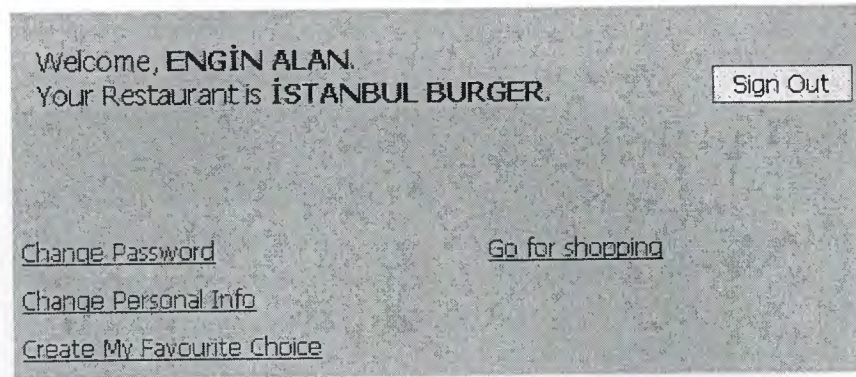 Welcome, ENGİN ALAN.
Your Restaurant is İSTANBUL BURGER.
Sign Out
Change Password
Go for shopping
Change Personal Info
Create My Favourite Choice